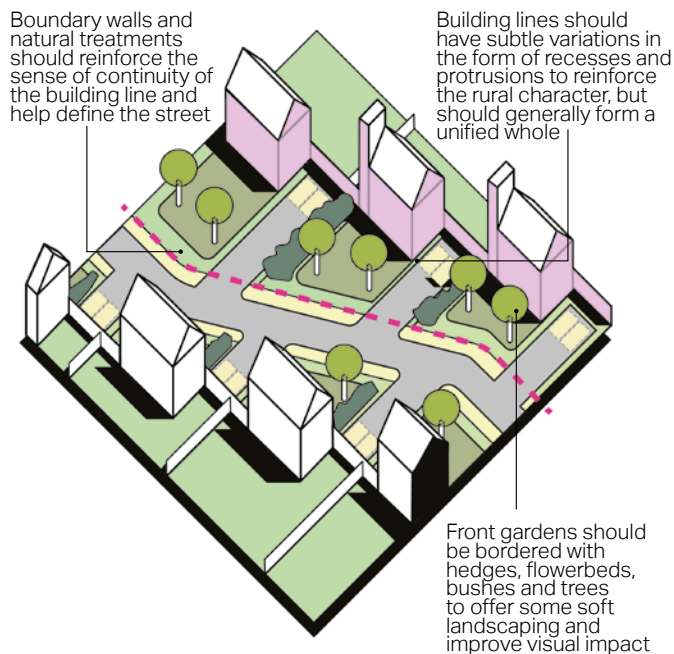 Boundary walls and
natural treatments
should reinforce the
sense of continuity of
the building line and
help define the street
Building lines should
have subtle variations in
the form of recesses and
protrusions to reinforce
the rural character, but
should generally form a
unified whole
Front gardens should
be bordered with
hedges, flowerbeds,
bushes and trees
to offer some soft
landscaping and
improve visual impact